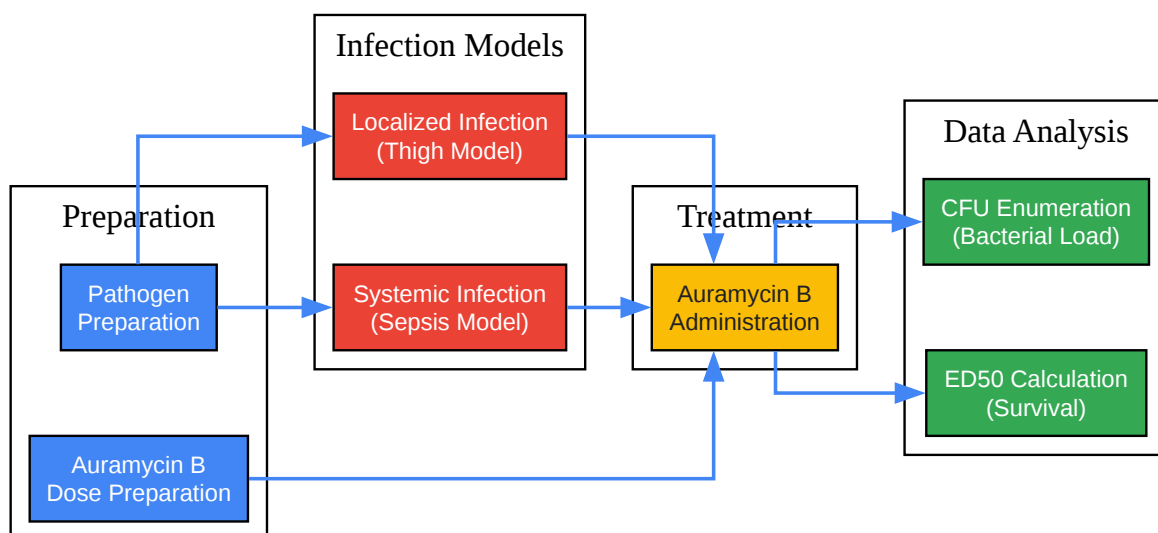 Preparation
Pathogen
Preparation
Auramycin B
Dose Preparation
Infection Models
Localized Infection
(Thigh Model)
Systemic Infection
(Sepsis Model)
Treatment
Auramycin B
Administration
Data Analysis
CFU Enumeration
(Bacterial Load)
ED50 Calculation
(Survival)